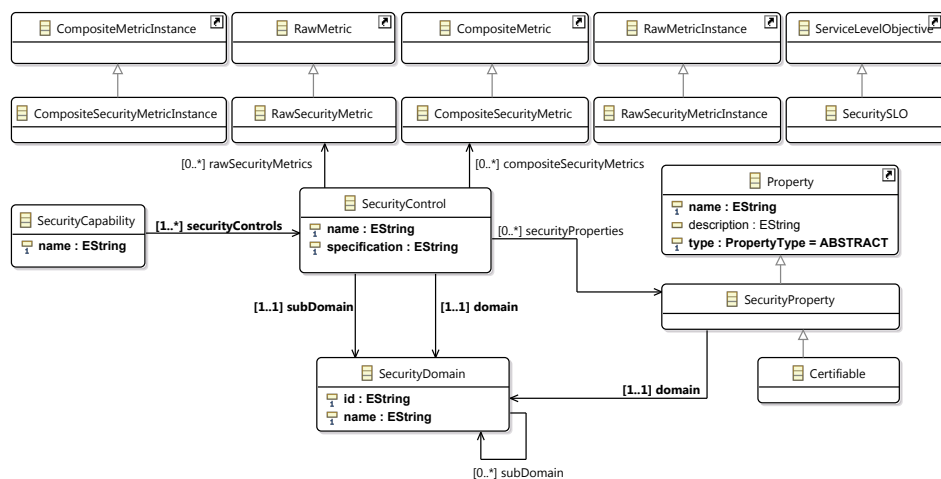 CompositeMetricInstance
RawMetric
CompositeMetric
RawMetricInstance
ServiceLevelObjective
CompositeSecurityMetricInstance
RawSecurityMetric
CompositeSecurityMetric
RawSecurityMetricInstance
SecuritySLO
[0..*] rawSecurityMetrics
[0..*] compositeSecurityMetrics
SecurityCapability
name : EString
[1..*] securityControls
SecurityControl
name : EString
specification : EString
[0..*] securityProperties
Property
name : EString
description : EString
type : PropertyType = ABSTRACT
[1..1] subDomain
[1..1] domain
SecurityProperty
SecurityDomain
id : EString
name : EString
[1..1] domain
Certifiable
[0..*] subDomain